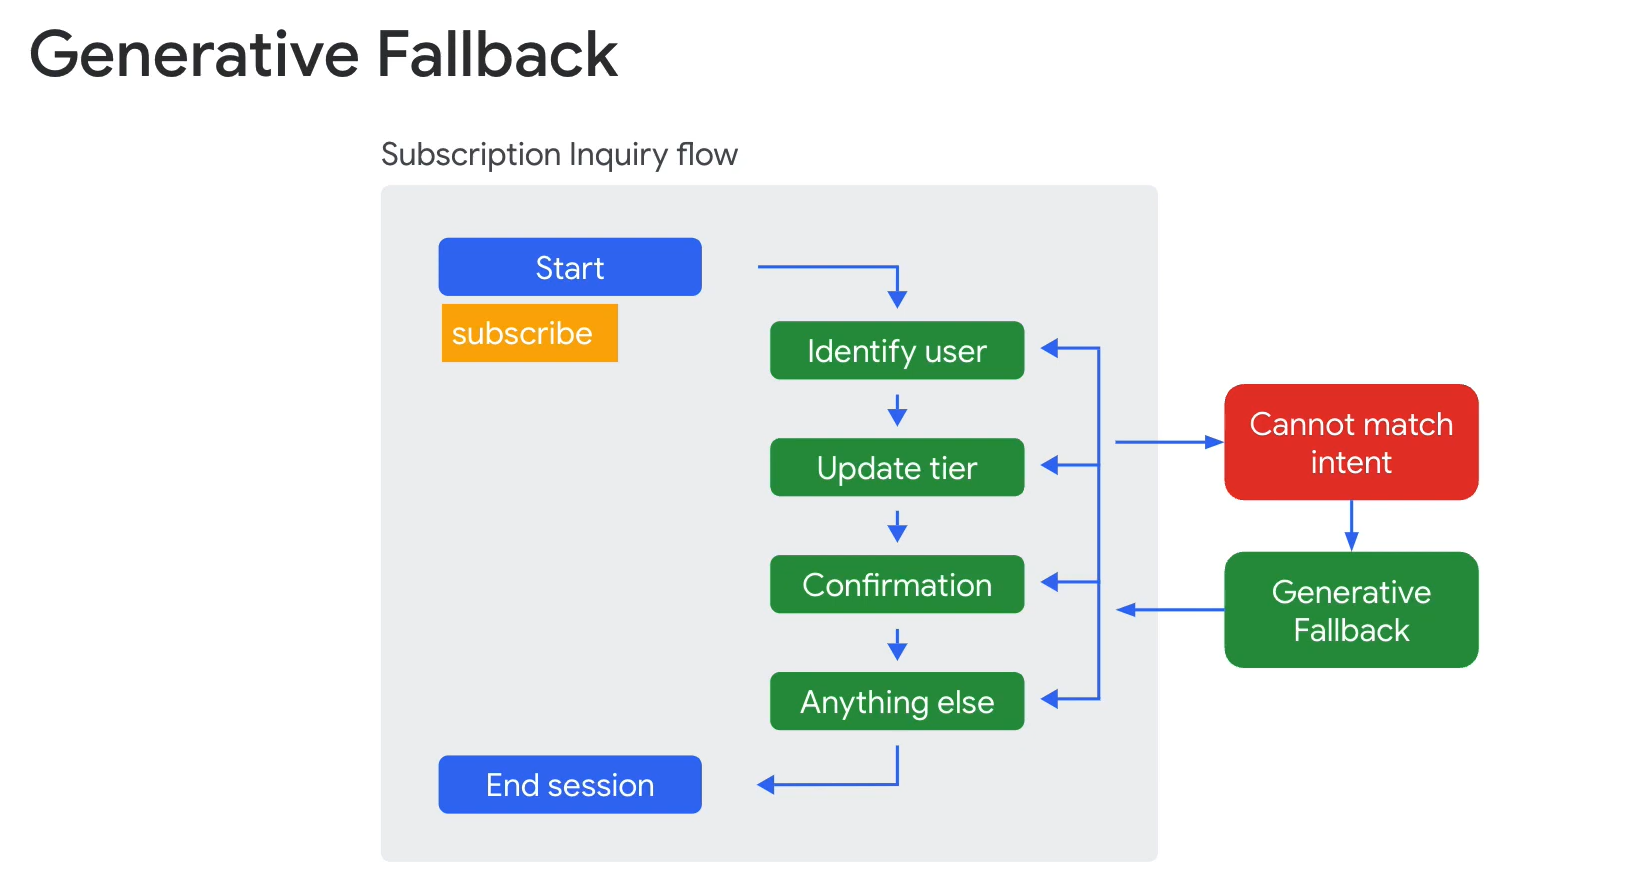 Generative Fallback
Subscription Inquiry flow
Start
subscribe
Identify user
Update tier
Confirmation
Anything else
End session
Cannot match
intent
Generative
Fallback